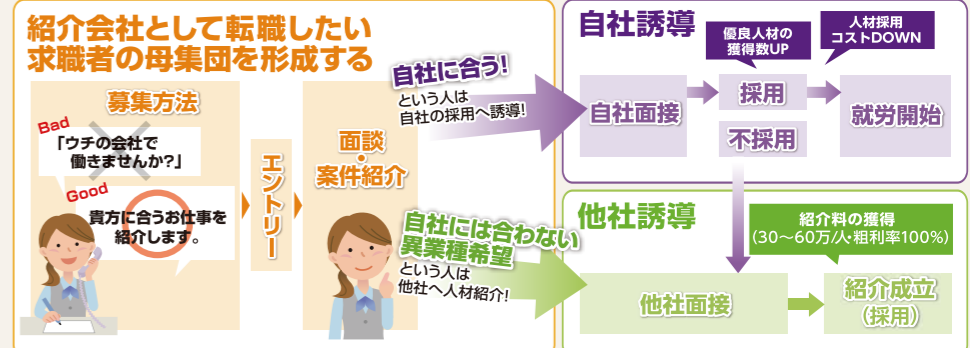 紹介会社として転職したい
求職者の母集団を形成する
募集方法
Bad
「ウチの会社で
働きませんか?」
Good
貴方に合うお仕事を
紹介します。
エントリー
面談
・
案件紹介
自社に合う!
という人は
自社の採用へ誘導!
自社には合わない
異業種希望
という人は
他社へ人材紹介!
自社誘導
優良人材の
獲得数UP
人材採用
コストDOWN
自社面接
採用
不採用
就労開始
他社誘導
紹介料の獲得
(30〜60万/人・粗利率100%)
他社面接
紹介成立
(採用)